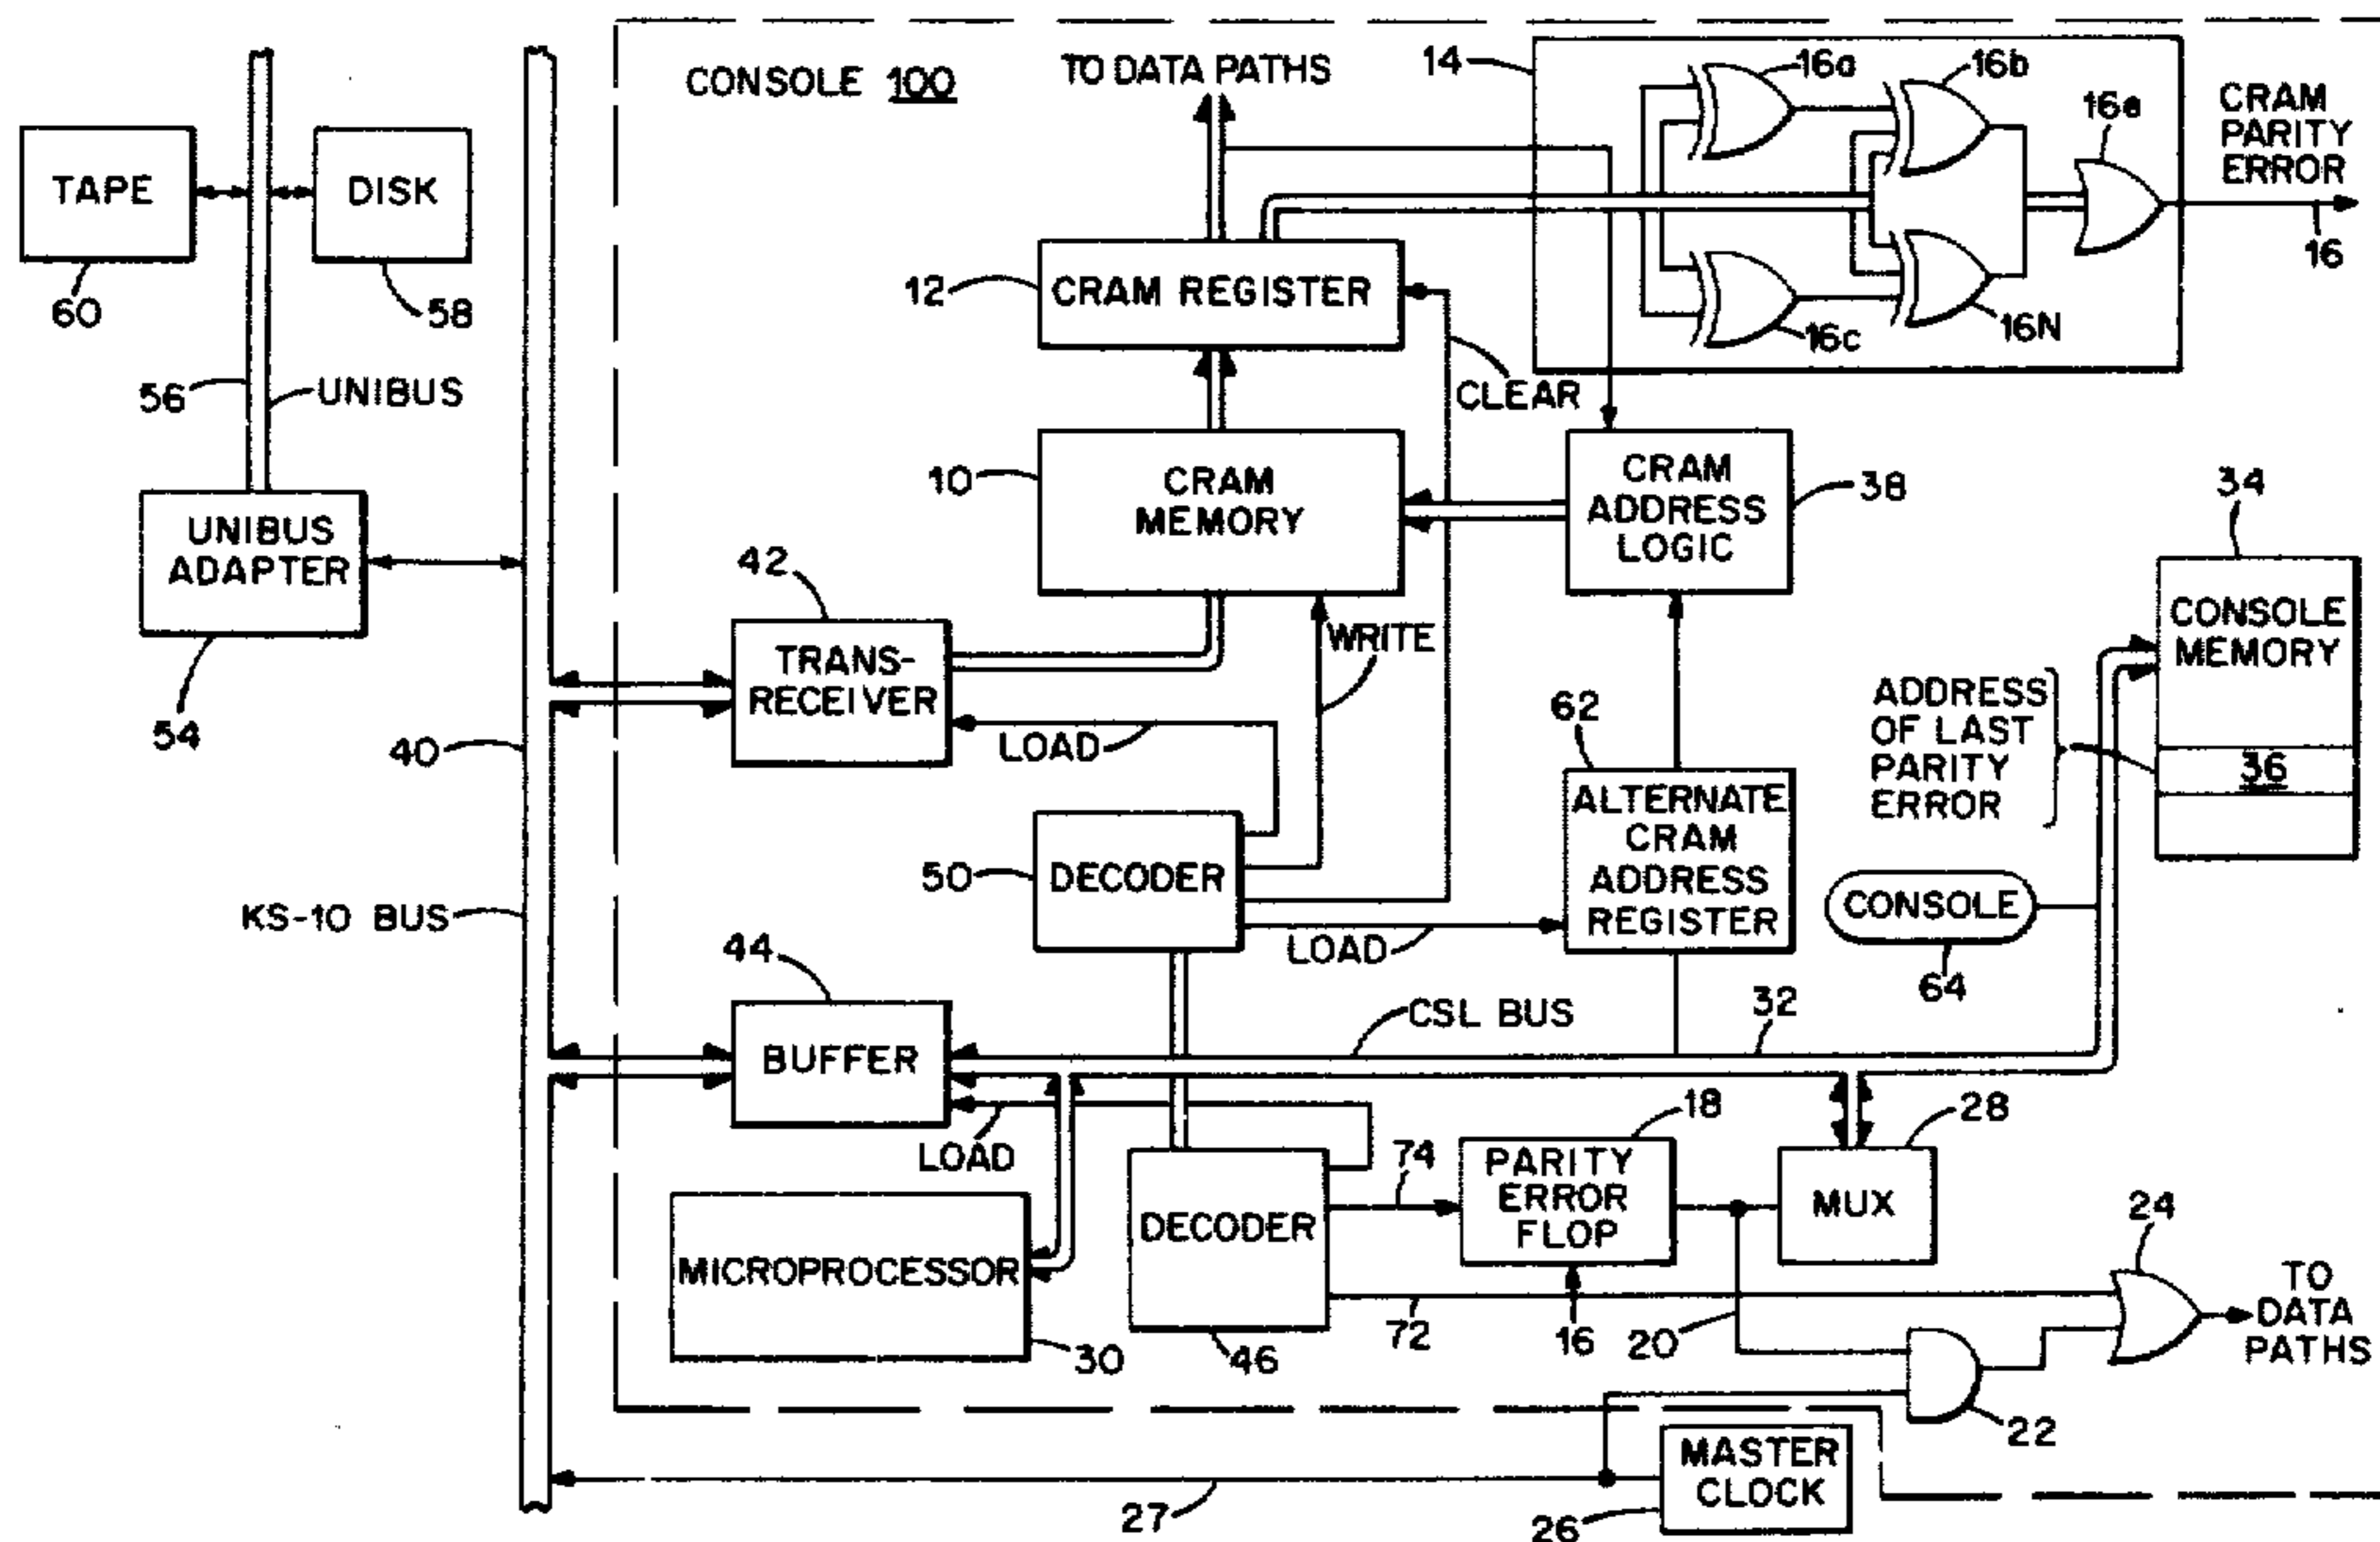 CONSOLE 100
TO DATA PATHS
14
16a
16b
16e
CRAM
PARITY
ERROR
16
TAPE
60
DISK
58
12
CRAM REGISTER
16c
16N
56
UNIBUS
CLEAR
10
CRAM
MEMORY
CRAM
ADDRESS
LOGIC
38
34
UNIBUS
ADAPTER
54
42
TRANS-
RECEIVER
WRITE
CONSOLE
MEMORY
40
LOAD
62
ADDRESS
OF LAST
PARITY
ERROR
36
50
DECODER
ALTERNATE
CRAM
ADDRESS
REGISTER
CONSOLE
64
KS-10 BUS
LOAD
44
BUFFER
CSL BUS
32
LOAD
18
28
MICROPROCESSOR
30
DECODER
46
74
PARITY
ERROR
FLOP
MUX
24
72
16
20
TO
DATA
PATHS
22
27
MASTER
CLOCK
26